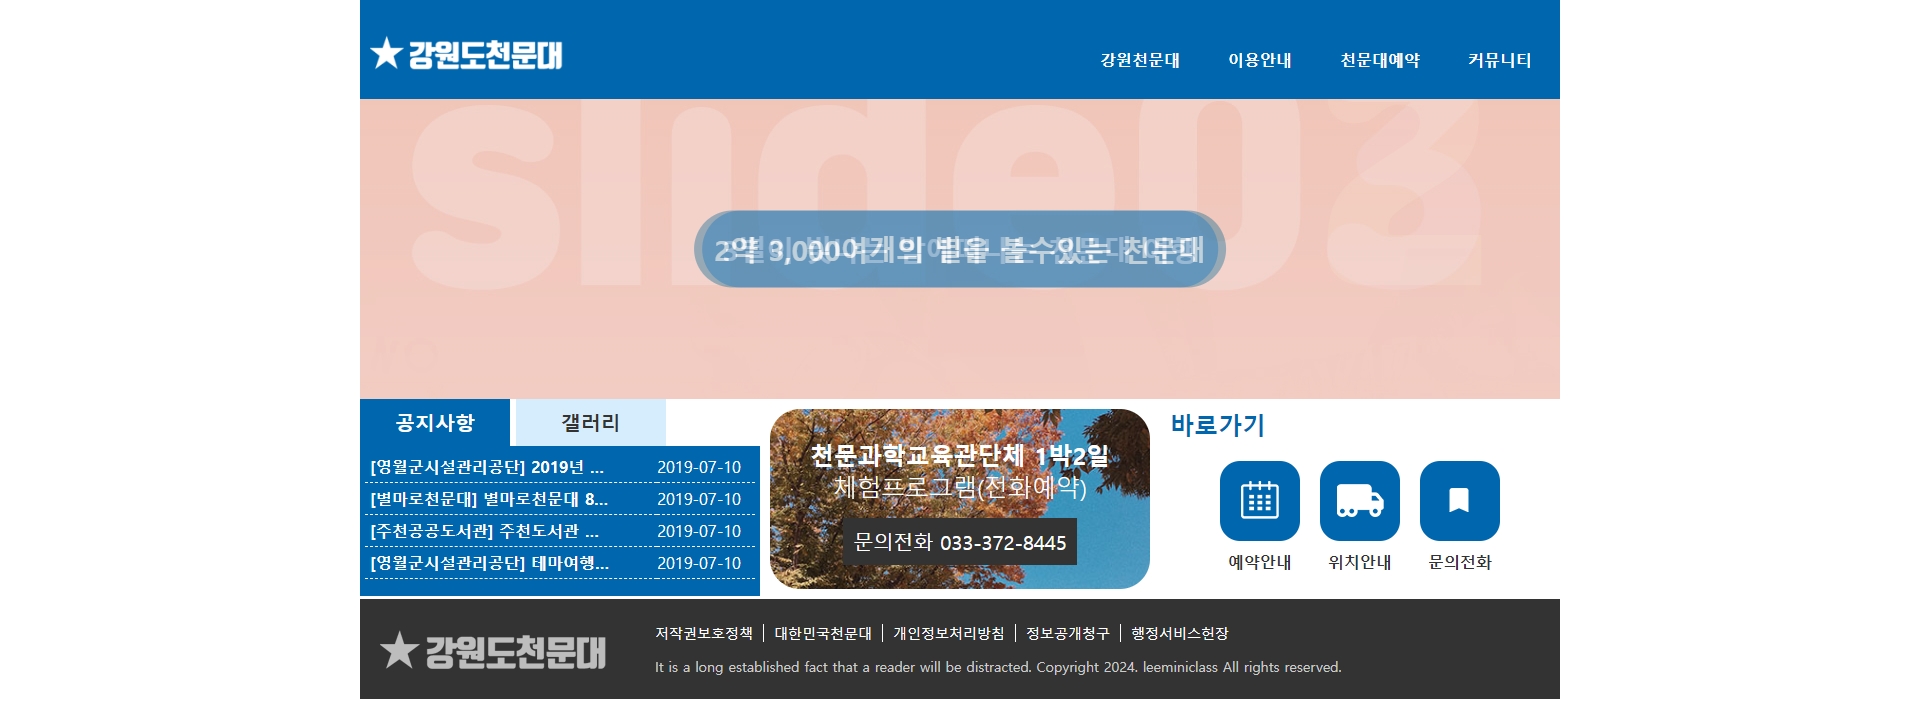 강원도천문대
강원천문대 이용안내 천문대예약 커뮤니티
slide03
3,000여개의 별을 볼수있는 천문대
공지사항 갤러리
[영월군시설관리공단] 2019년 ... 2019-07-10
[별마로천문대] 별마로천문대 8... 2019-07-10
[주천공공도서관] 주천도서관 ... 2019-07-10
[영월군시설관리공단] 테마여행... 2019-07-10
천문과학교육관단체 1박2일
체험프로그램(전화예약)
문의전화 033-372-8445
바로가기
예약안내 위치안내 문의전화
강원도천문대
저작권보호정책 대한민국천문대 개인정보처리방침 정보공개청구 행정서비스헌장
It is a long established fact that a reader will be distracted. Copyright 2024. leeminiclass All rights reserved.